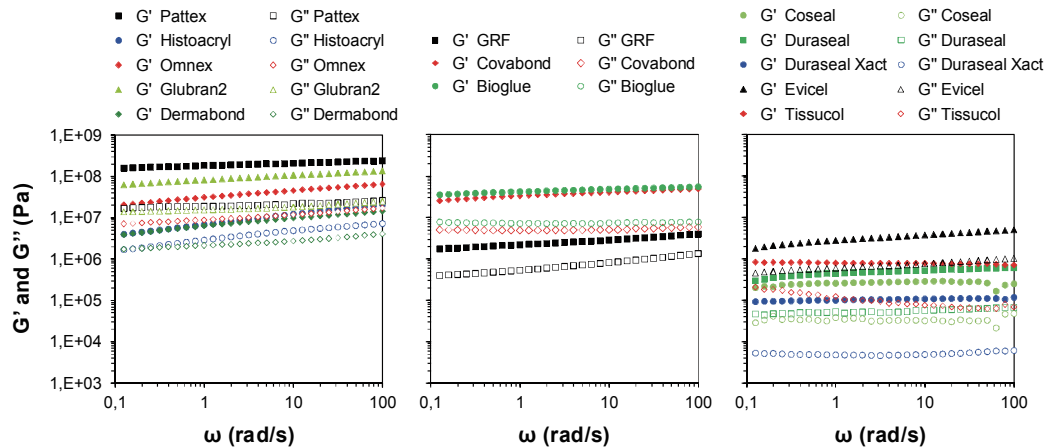 G' Pattex G'' Pattex
G' Histoacryl G'' Histoacryl
G' Omnex G'' Omnex
G' Glubran2 G'' Glubran2
G' Dermabond G'' Dermabond
G' GRF G'' GRF
G' Covabond G'' Covabond
G' Bioglue G'' Bioglue
G' Coseal G'' Coseal
G' Duraseal G'' Duraseal
G' Duraseal Xact G'' Duraseal Xact
G' Evicel G'' Evicel
G' Tissucol G'' Tissucol
G' and G'' (Pa)
1,E+09
1,E+08
1,E+07
1,E+06
1,E+05
1,E+04
1,E+03
0,1 1 10 100
0,1 1 10 100
0,1 1 10 100
ω (rad/s)
ω (rad/s)
ω (rad/s)